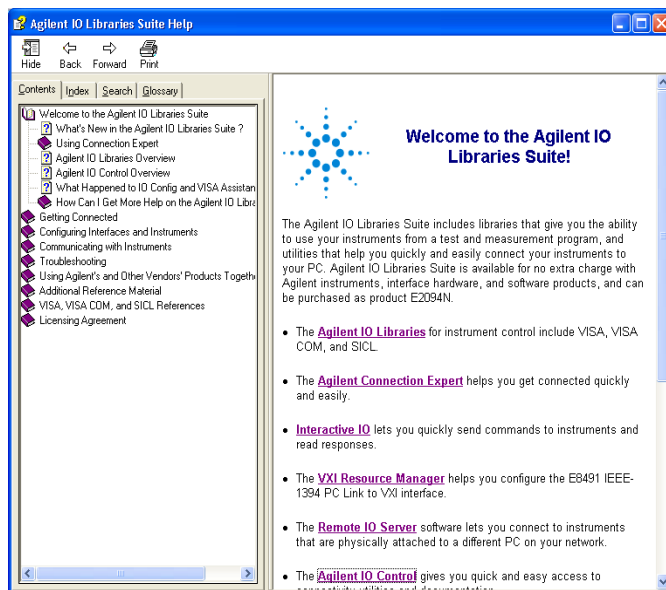 Agilent IO Libraries Suite Help
Hide Back Forward Print
Contents Index Search Glossary
Welcome to the Agilent IO Libraries Suite
What's New in the Agilent IO Libraries Suite ?
Using Connection Expert
Agilent IO Libraries Overview
Agilent IO Control Overview
What Happened to IO Config and VISA Assistan
How Can I Get More Help on the Agilent IO Libra
Getting Connected
Configuring Interfaces and Instruments
Communicating with Instruments
Troubleshooting
Using Agilent's and Other Vendors' Products Togeth
Additional Reference Material
VISA, VISA COM, and SICL References
Licensing Agreement
Welcome to the Agilent IO
Libraries Suite!
The Agilent IO Libraries Suite includes libraries that give you the ability
to use your instruments from a test and measurement program, and
utilities that help you quickly and easily connect your instruments to
your PC. Agilent IO Libraries Suite is available for no extra charge with
Agilent instruments, interface hardware, and software products, and can
be purchased as product E2094N.
• The Agilent IO Libraries for instrument control include VISA, VISA
COM, and SICL.
• The Agilent Connection Expert helps you get connected quickly
and easily.
• Interactive IO lets you quickly send commands to instruments and
read responses.
• The VXI Resource Manager helps you configure the E8491 IEEE-
1394 PC Link to VXI interface.
• The Remote IO Server software lets you connect to instruments
that are physically attached to a different PC on your network.
• The Agilent IO Control gives you quick and easy access to
connectivity utilities and documentation.